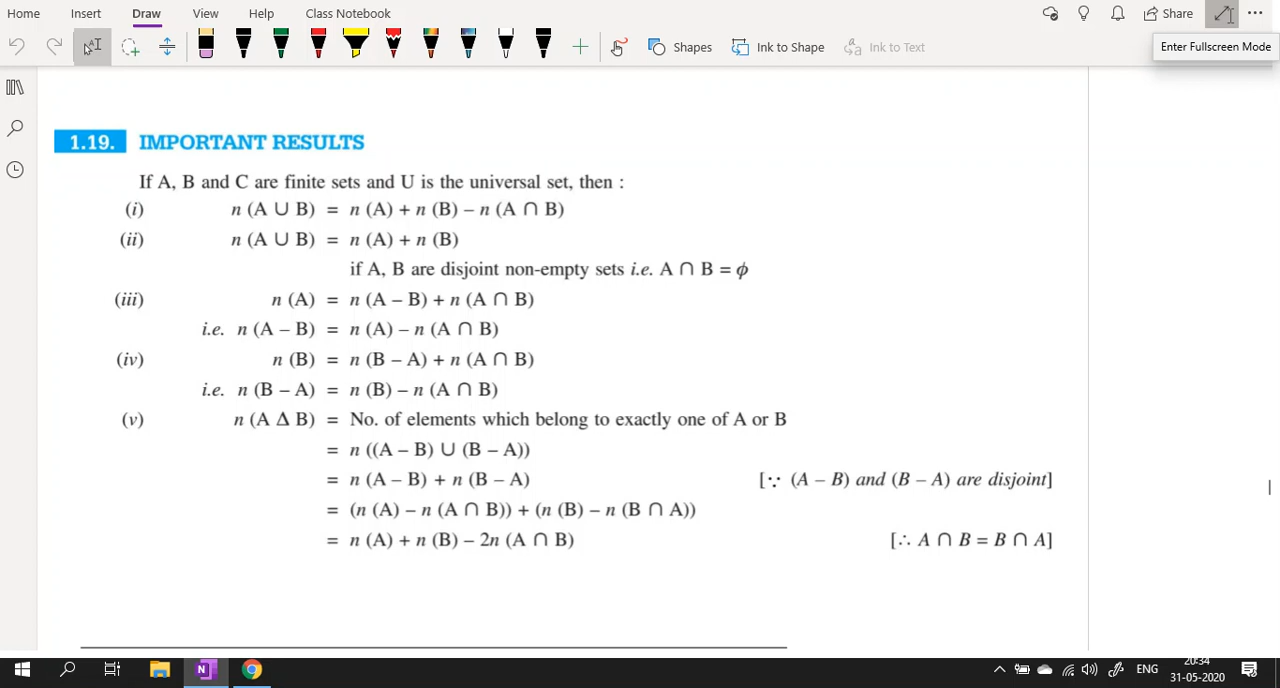 Home Insert Draw View Help Class Notebook Share
Shapes Ink to Shape Ink to Text Enter Fullscreen Mode
1.19. IMPORTANT RESULTS
If A, B and C are finite sets and U is the universal set, then :
(i) n (A ∪ B) = n (A) + n (B) – n (A ∩ B)
(ii) n (A ∪ B) = n (A) + n (B)
if A, B are disjoint non-empty sets i.e. A ∩ B = ϕ
(iii) n (A) = n (A – B) + n (A ∩ B)
i.e. n (A – B) = n (A) – n (A ∩ B)
(iv) n (B) = n (B – A) + n (A ∩ B)
i.e. n (B – A) = n (B) – n (A ∩ B)
(v) n (A Δ B) = No. of elements which belong to exactly one of A or B
= n ((A – B) ∪ (B – A))
= n (A – B) + n (B – A) [∵ (A – B) and (B – A) are disjoint]
= (n (A) – n (A ∩ B)) + (n (B) – n (B ∩ A))
= n (A) + n (B) – 2n (A ∩ B) [∴ A ∩ B = B ∩ A]
ENG 20:34
31-05-2020